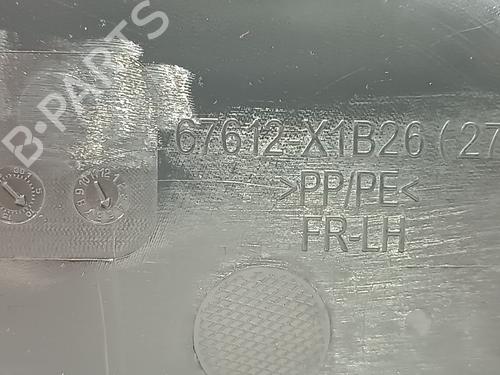 B-PARTS
67612-X1B26 (27
>PP/PE<
FR-LH